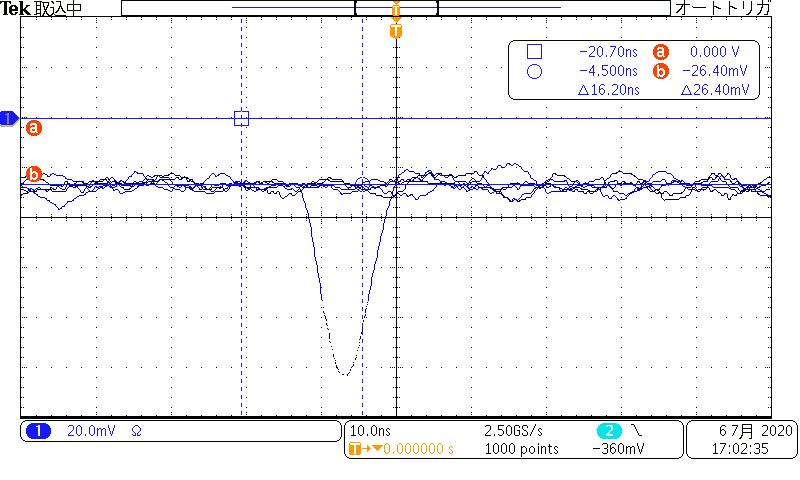 Tek 取込中 T オートトリガ
T
-20.70ns a 0.000 V
-4.500ns b -26.40mV
△16.20ns △26.40mV
1
a
b
1 20.0mV Ω 10.0ns 2.50GS/s 2 6 7月 2020
T→▼0.000000 s 1000 points -360mV 17:02:35